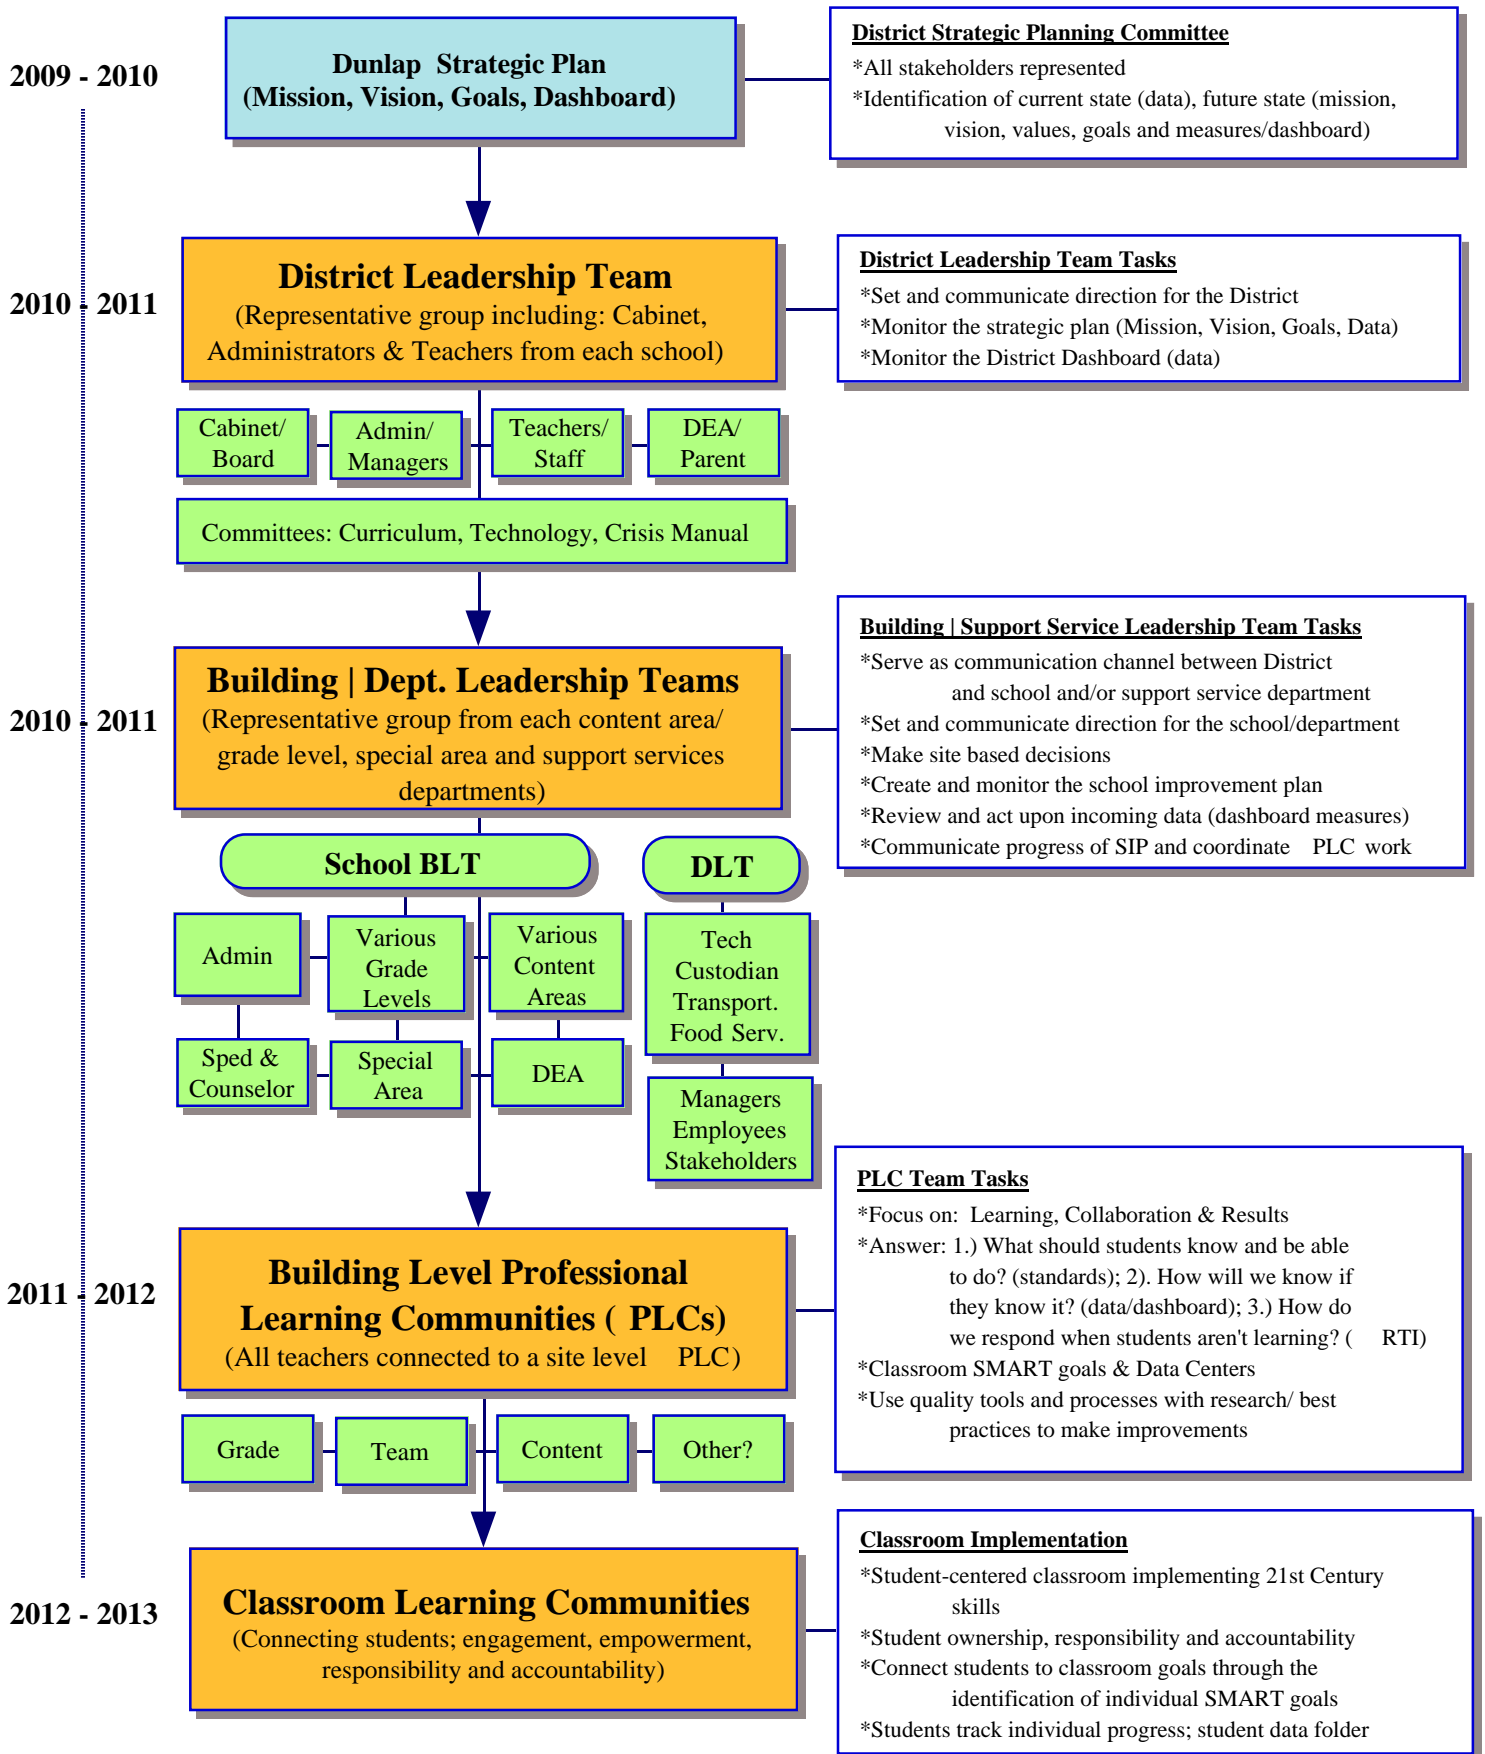 2009 - 2010
Dunlap Strategic Plan
(Mission, Vision, Goals, Dashboard)
District Strategic Planning Committee
*All stakeholders represented
*Identification of current state (data), future state (mission,
vision, values, goals and measures/dashboard)
2010 - 2011
District Leadership Team
(Representative group including: Cabinet,
Administrators & Teachers from each school)
District Leadership Team Tasks
*Set and communicate direction for the District
*Monitor the strategic plan (Mission, Vision, Goals, Data)
*Monitor the District Dashboard (data)
Cabinet/
Board
Admin/
Managers
Teachers/
Staff
DEA/
Parent
Committees: Curriculum, Technology, Crisis Manual
2010 - 2011
Building | Dept. Leadership Teams
(Representative group from each content area/
grade level, special area and support services
departments)
Building | Support Service Leadership Team Tasks
*Serve as communication channel between District
and school and/or support service department
*Set and communicate direction for the school/department
*Make site based decisions
*Create and monitor the school improvement plan
*Review and act upon incoming data (dashboard measures)
*Communicate progress of SIP and coordinate PLC work
School BLT
DLT
Admin
Various
Grade
Levels
Various
Content
Areas
Tech
Custodian
Transport.
Food Serv.
Sped &
Counselor
Special
Area
DEA
Managers
Employees
Stakeholders
2011 - 2012
Building Level Professional
Learning Communities ( PLCs)
(All teachers connected to a site level PLC)
PLC Team Tasks
*Focus on: Learning, Collaboration & Results
*Answer: 1.) What should students know and be able
to do? (standards); 2). How will we know if
they know it? (data/dashboard); 3.) How do
we respond when students aren't learning? ( RTI)
*Classroom SMART goals & Data Centers
*Use quality tools and processes with research/ best
practices to make improvements
Grade
Team
Content
Other?
2012 - 2013
Classroom Learning Communities
(Connecting students; engagement, empowerment,
responsibility and accountability)
Classroom Implementation
*Student-centered classroom implementing 21st Century
skills
*Student ownership, responsibility and accountability
*Connect students to classroom goals through the
identification of individual SMART goals
*Students track individual progress; student data folder